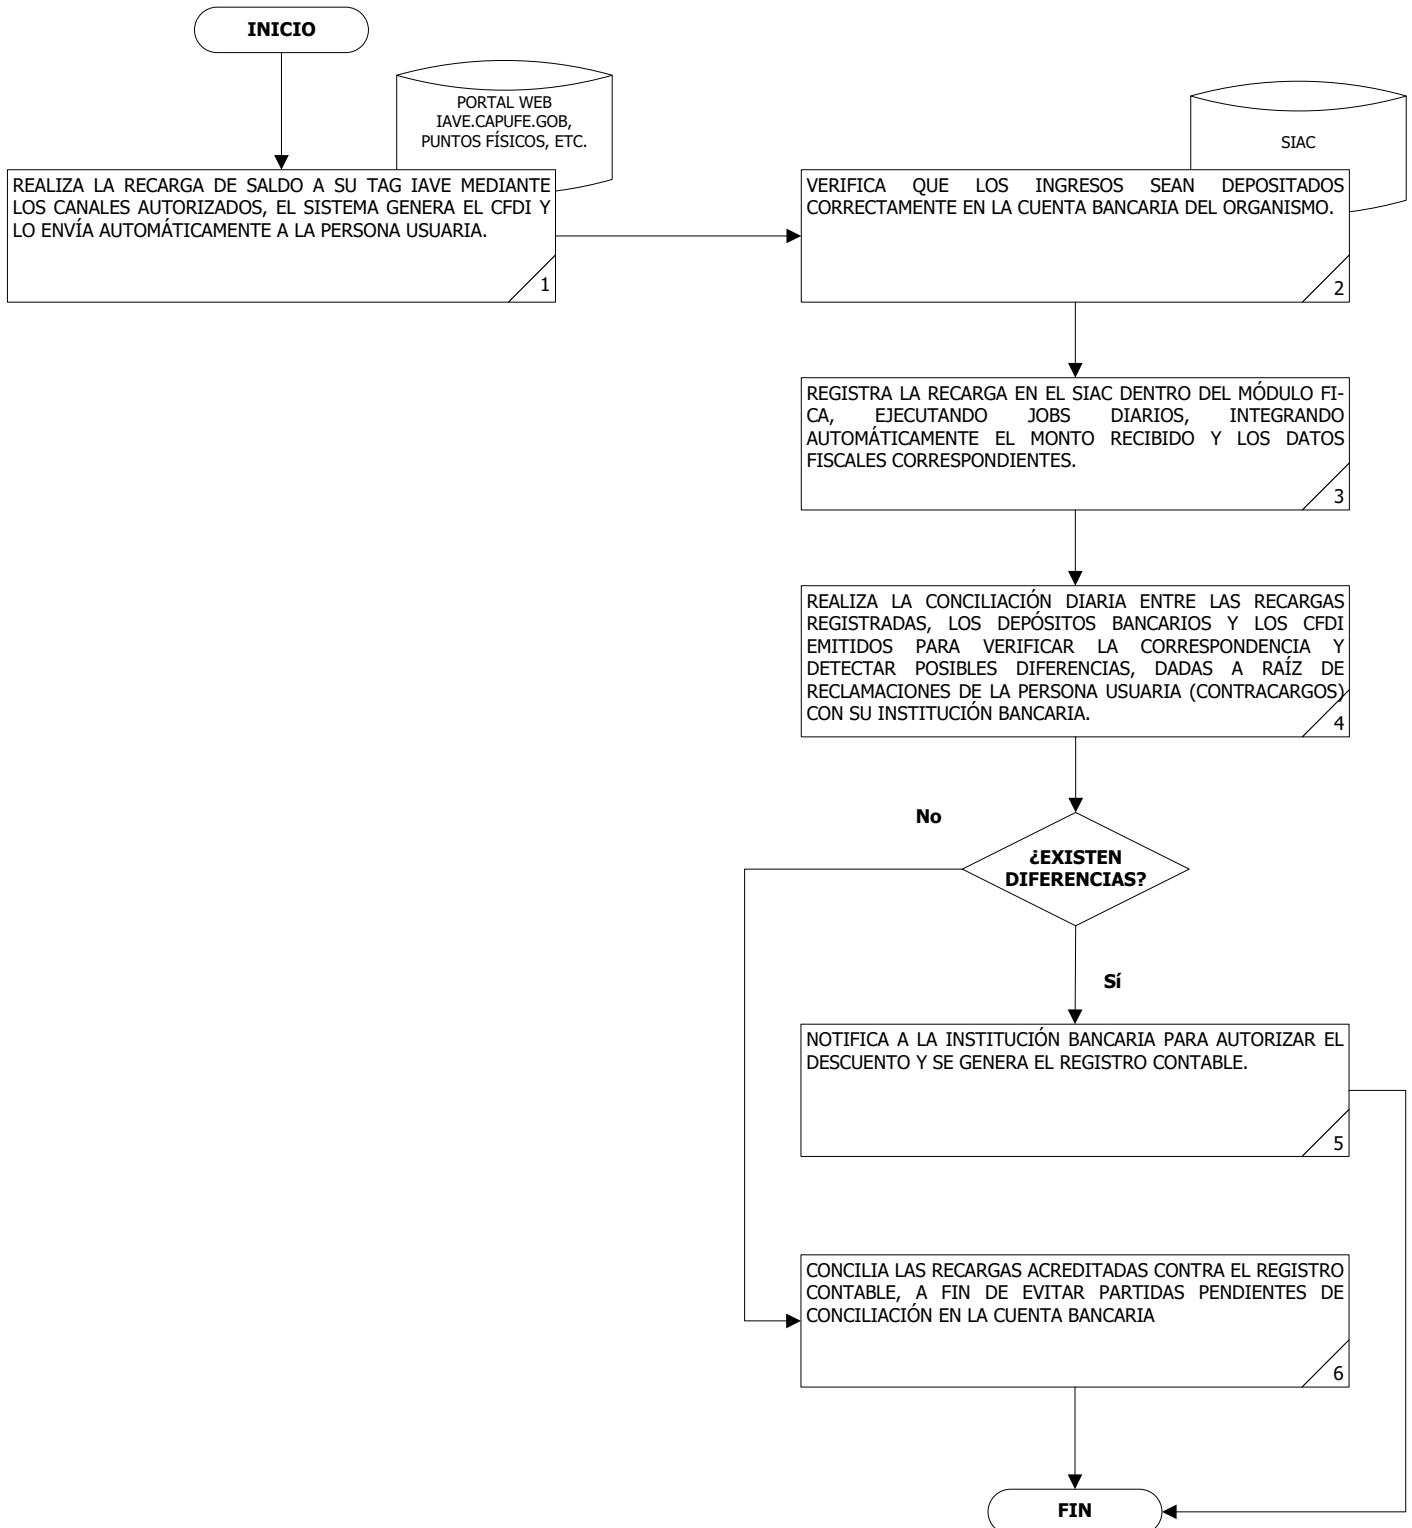 INICIO
PORTAL WEB
IAVE.CAPUFE.GOB,
PUNTOS FÍSICOS, ETC.
REALIZA LA RECARGA DE SALDO A SU TAG IAVE MEDIANTE
LOS CANALES AUTORIZADOS, EL SISTEMA GENERA EL CFDI Y
LO ENVÍA AUTOMÁTICAMENTE A LA PERSONA USUARIA.
1
SIAC
VERIFICA QUE LOS INGRESOS SEAN DEPOSITADOS
CORRECTAMENTE EN LA CUENTA BANCARIA DEL ORGANISMO.
2
REGISTRA LA RECARGA EN EL SIAC DENTRO DEL MÓDULO FI-
CA, EJECUTANDO JOBS DIARIOS, INTEGRANDO
AUTOMÁTICAMENTE EL MONTO RECIBIDO Y LOS DATOS
FISCALES CORRESPONDIENTES.
3
REALIZA LA CONCILIACIÓN DIARIA ENTRE LAS RECARGAS
REGISTRADAS, LOS DEPÓSITOS BANCARIOS Y LOS CFDI
EMITIDOS PARA VERIFICAR LA CORRESPONDENCIA Y
DETECTAR POSIBLES DIFERENCIAS, DADAS A RAÍZ DE
RECLAMACIONES DE LA PERSONA USUARIA (CONTRACARGOS)
CON SU INSTITUCIÓN BANCARIA.
4
No
¿EXISTEN
DIFERENCIAS?
Sí
NOTIFICA A LA INSTITUCIÓN BANCARIA PARA AUTORIZAR EL
DESCUENTO Y SE GENERA EL REGISTRO CONTABLE.
5
CONCILIA LAS RECARGAS ACREDITADAS CONTRA EL REGISTRO
CONTABLE, A FIN DE EVITAR PARTIDAS PENDIENTES DE
CONCILIACIÓN EN LA CUENTA BANCARIA
6
FIN